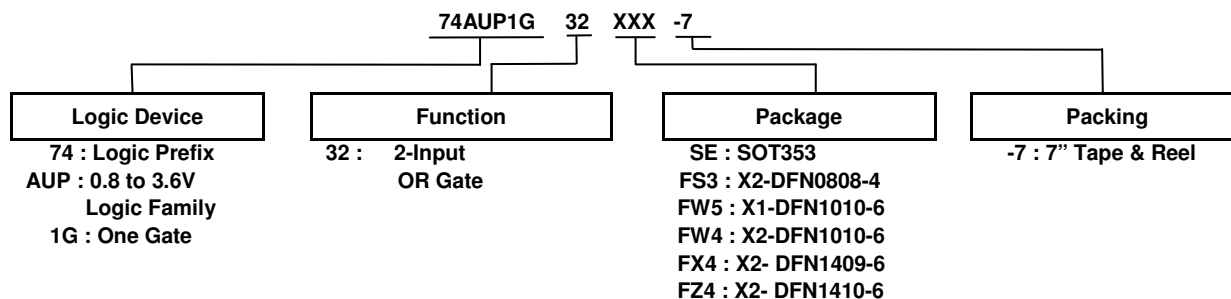 74AUP1G 32 XXX -7
Logic Device
74 : Logic Prefix
AUP : 0.8 to 3.6V
Logic Family
1G : One Gate
Function
32 : 2-Input
OR Gate
Package
SE : SOT353
FS3 : X2-DFN0808-4
FW5 : X1-DFN1010-6
FW4 : X2-DFN1010-6
FX4 : X2- DFN1409-6
FZ4 : X2- DFN1410-6
Packing
-7 : 7” Tape & Reel